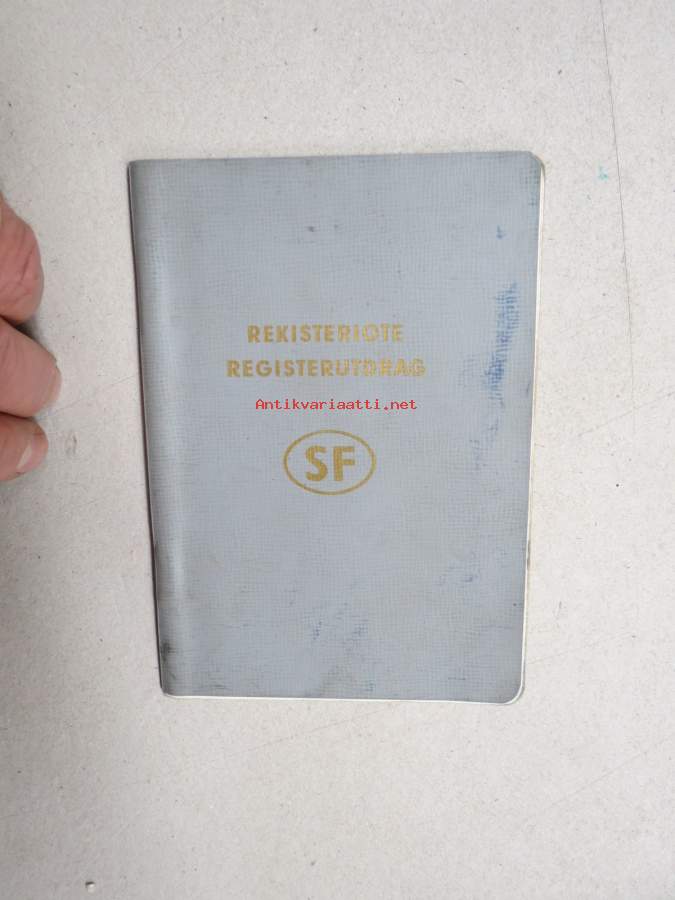 REKISTERIOTE
REGISTERUTDRAG
Antikvariaatti.net
SF